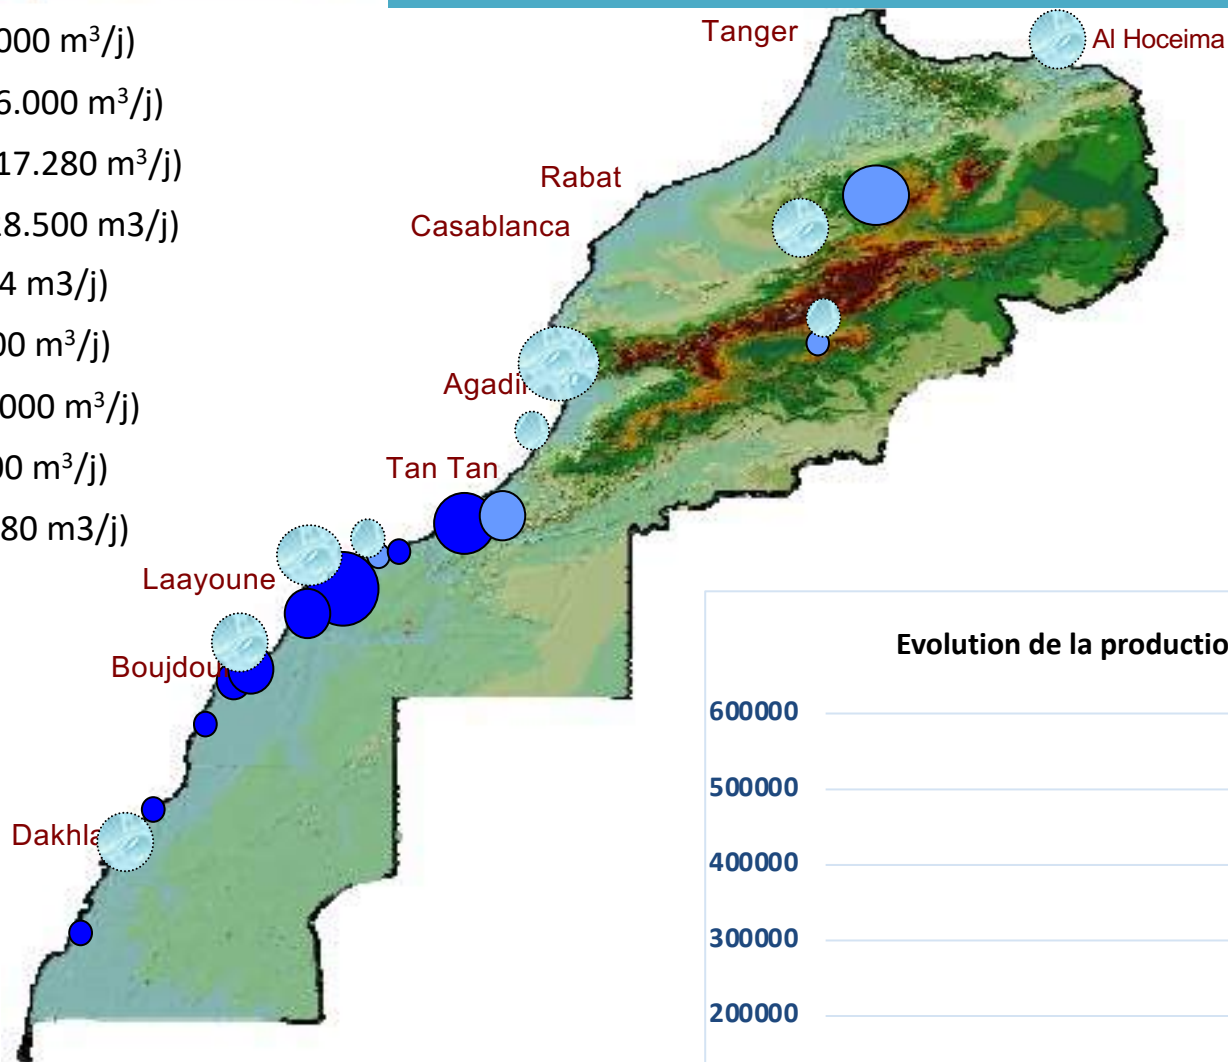 000 m³/j)
6.000 m³/j)
17.280 m³/j)
8.500 m3/j)
4 m3/j)
00 m³/j)
000 m³/j)
00 m³/j)
80 m3/j)
Tanger
Al Hoceima
Rabat
Casablanca
Agadir
Tan Tan
Laayoune
Boujdou
Dakhla
Evolution de la productio
600000
500000
400000
300000
200000